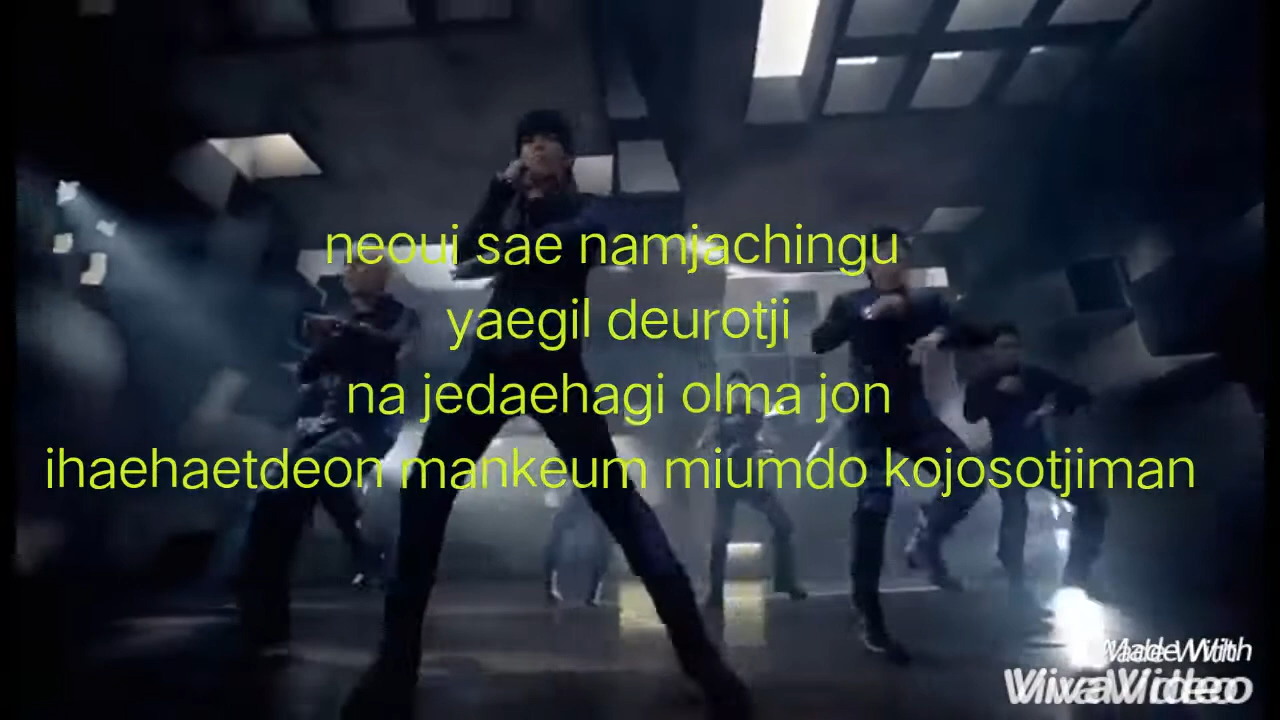 neoui sae namjachingu
yaegil deurotji
na jedaehagi olma jon
ihaehaetdeon mankeum miumdo kojosotjiman
Made With
VivaVideo